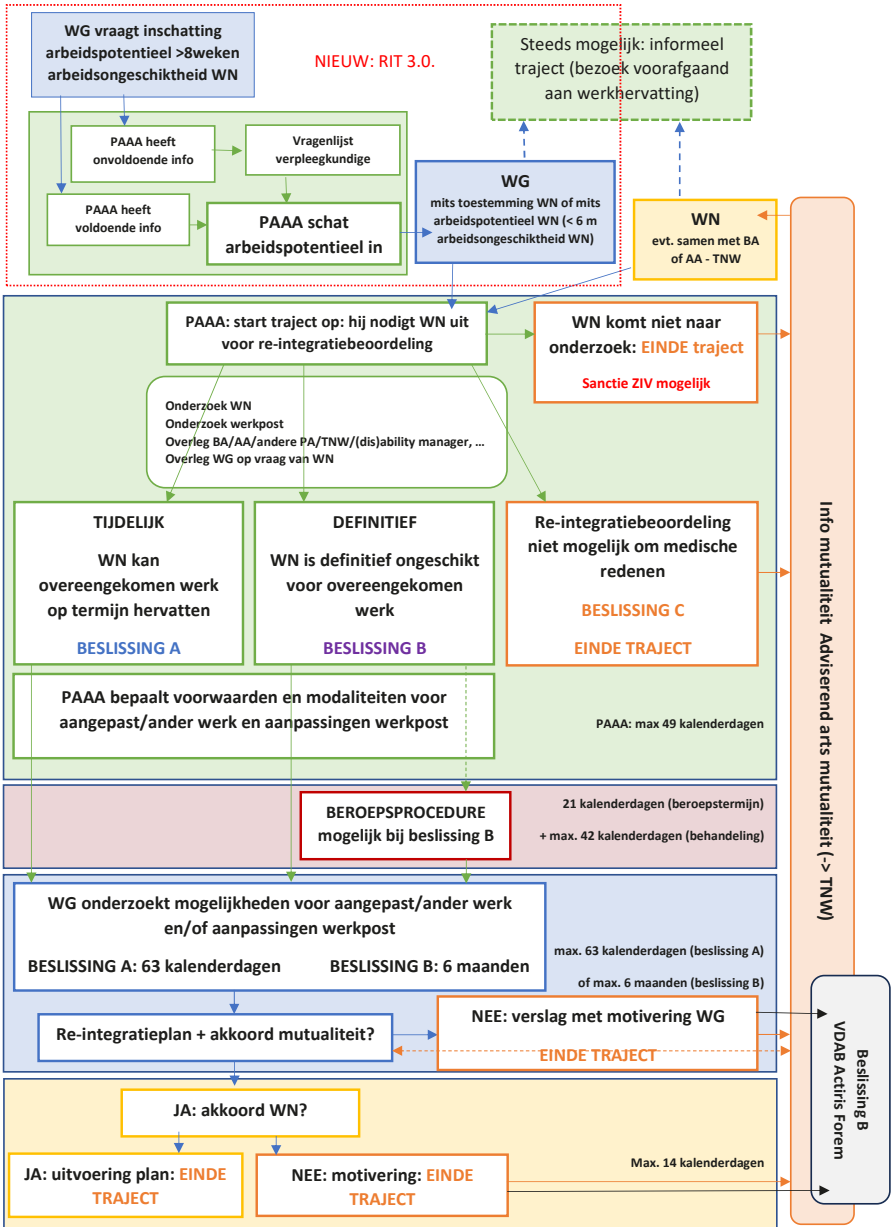 WG vraagt inschatting
arbeidspotentieel >8weken
arbeidsongeschiktheid WN
NIEUW: RIT 3.0.
Steeds mogelijk: informeel
traject (bezoek voorafgaand
aan werkhervatting)
PAAA heeft
onvoldoende info
Vragenlijst
verpleegkundige
PAAA heeft
voldoende info
PAAA schat
arbeidspotentieel in
WG
mits toestemming WN of mits
arbeidspotentieel WN (< 6 m
arbeidsongeschiktheid WN)
WN
evt. samen met BA
of AA - TNW
PAAA: start traject op: hij nodigt WN uit
voor re-integratiebeoordeling
WN komt niet naar
onderzoek: EINDE traject
Sanctie ZIV mogelijk
Onderzoek WN
Onderzoek werkpost
Overleg BA/AA/andere PA/TNW/(dis)ability manager, …
Overleg WG op vraag van WN
TIJDELIJK
WN kan
overeengekomen werk
op termijn hervatten
BESLISSING A
DEFINITIEF
WN is definitief ongeschikt
voor overeengekomen
werk
BESLISSING B
Re-integratiebeoordeling
niet mogelijk om medische
redenen
BESLISSING C
EINDE TRAJECT
PAAA bepaalt voorwaarden en modaliteiten voor
aangepast/ander werk en aanpassingen werkpost
PAAA: max 49 kalenderdagen
BEROEPSPROCEDURE
mogelijk bij beslissing B
21 kalenderdagen (beroepstermijn)
+ max. 42 kalenderdagen (behandeling)
WG onderzoekt mogelijkheden voor aangepast/ander werk
en/of aanpassingen werkpost
BESLISSING A: 63 kalenderdagen BESLISSING B: 6 maanden
max. 63 kalenderdagen (beslissing A)
of max. 6 maanden (beslissing B)
Re-integratieplan + akkoord mutualiteit?
NEE: verslag met motivering WG
EINDE TRAJECT
JA: akkoord WN?
JA: uitvoering plan: EINDE
TRAJECT
NEE: motivering: EINDE
TRAJECT
Max. 14 kalenderdagen
Info mutualiteit Adviserend arts mutualiteit (-> TNW)
Beslissing B
VDAB Actiris Forem